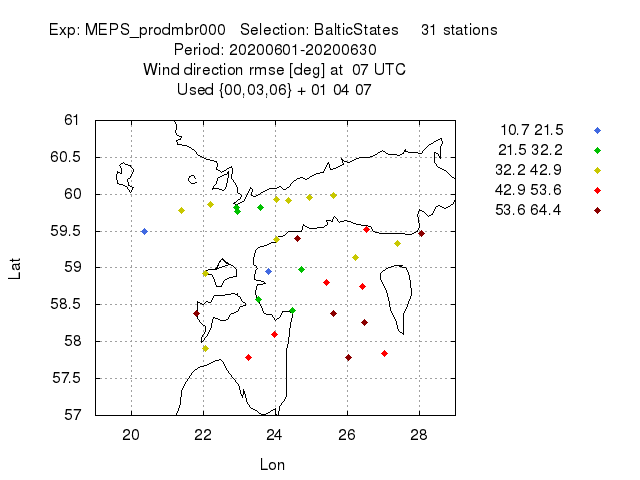 Exp: MEPS_prodmbr000 Selection: BalticStates 31 stations
Period: 20200601-20200630
Wind direction rmse [deg] at 07 UTC
Used {00,03,06} + 01 04 07
61
60.5
60
59.5
59
58.5
58
57.5
57
Lat
20 22 24 26 28
Lon
10.7 21.5
21.5 32.2
32.2 42.9
42.9 53.6
53.6 64.4